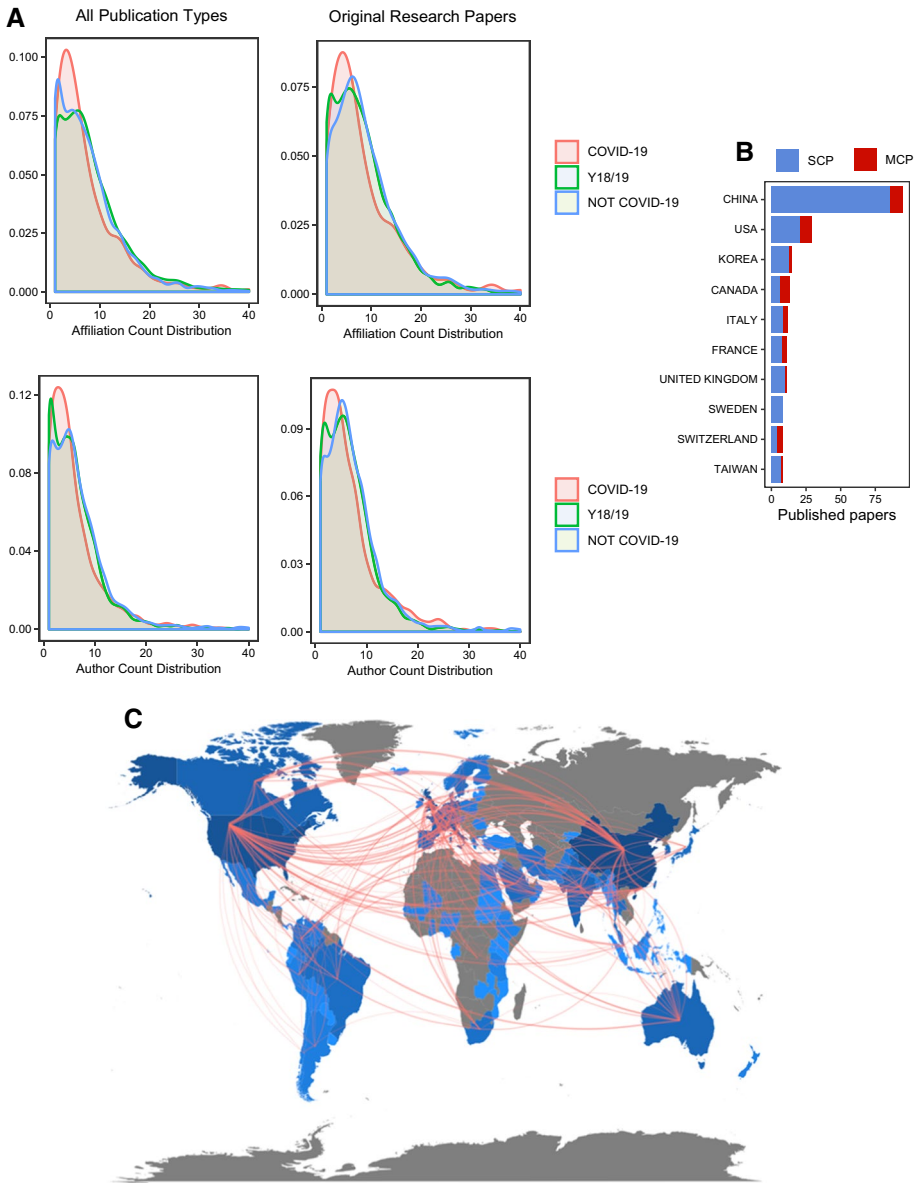 A
All Publication Types
Original Research Papers
0.100
0.075
0.050
0.025
0.000
0 10 20 30 40
Affiliation Count Distribution
0.075
0.050
0.025
0.000
0 10 20 30 40
Affiliation Count Distribution
COVID-19
Y18/19
NOT COVID-19
0.12
0.08
0.04
0.00
0 10 20 30 40
Author Count Distribution
0.09
0.06
0.03
0.00
0 10 20 30 40
Author Count Distribution
COVID-19
Y18/19
NOT COVID-19
B
SCP MCP
CHINA
USA
KOREA
CANADA
ITALY
FRANCE
UNITED KINGDOM
SWEDEN
SWITZERLAND
TAIWAN
0 25 50 75
Published papers
C